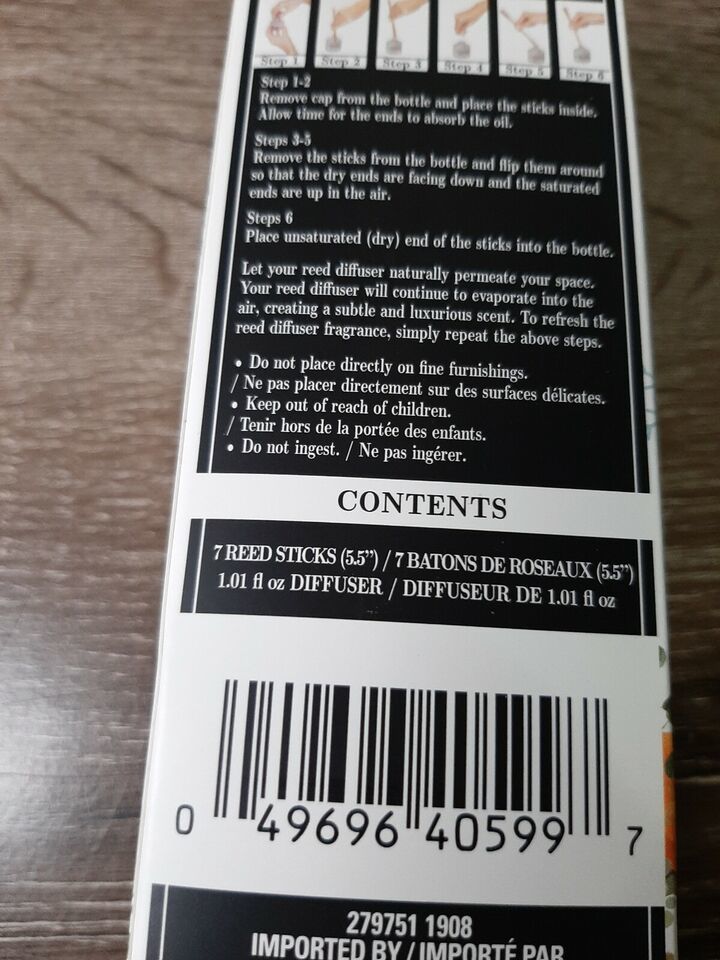 Step 1
Step 2
Step 3
Step 4
Step 5
Step 6
Step 1-2
Remove cap from the bottle and place the sticks inside.
Allow time for the ends to absorb the oil.
Steps 3-5
Remove the sticks from the bottle and flip them around
so that the dry ends are facing down and the saturated
ends are up in the air.
Steps 6
Place unsaturated (dry) end of the sticks into the bottle.
Let your reed diffuser naturally permeate your space.
Your reed diffuser will continue to evaporate into the
air, creating a subtle and luxurious scent. To refresh the
reed diffuser fragrance, simply repeat the above steps.
• Do not place directly on fine furnishings.
/ Ne pas placer directement sur des surfaces délicates.
• Keep out of reach of children.
/ Tenir hors de la portée des enfants.
• Do not ingest. / Ne pas ingérer.
CONTENTS
7 REED STICKS (5.5”) / 7 BATONS DE ROSEAUX (5.5”)
1.01 fl oz DIFFUSER / DIFFUSEUR DE 1.01 fl oz
0 49696 40599 7
279751 1908
IMPORTED BY / IMPORTÉ PAR